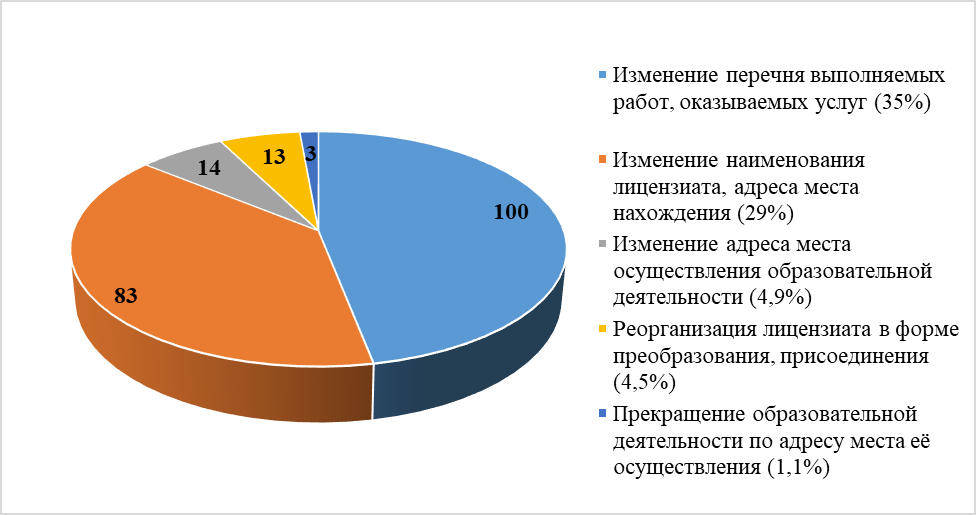 Изменение перечня выполняемых
работ, оказываемых услуг (35%)
Изменение наименования
лицензиата, адреса места
нахождения (29%)
Изменение адреса места
осуществления образовательной
деятельности (4,9%)
Реорганизация лицензиата в форме
преобразования, присоединения
(4,5%)
Прекращение образовательной
деятельности по адресу места её
осуществления (1,1%)
3
13
14
100
83